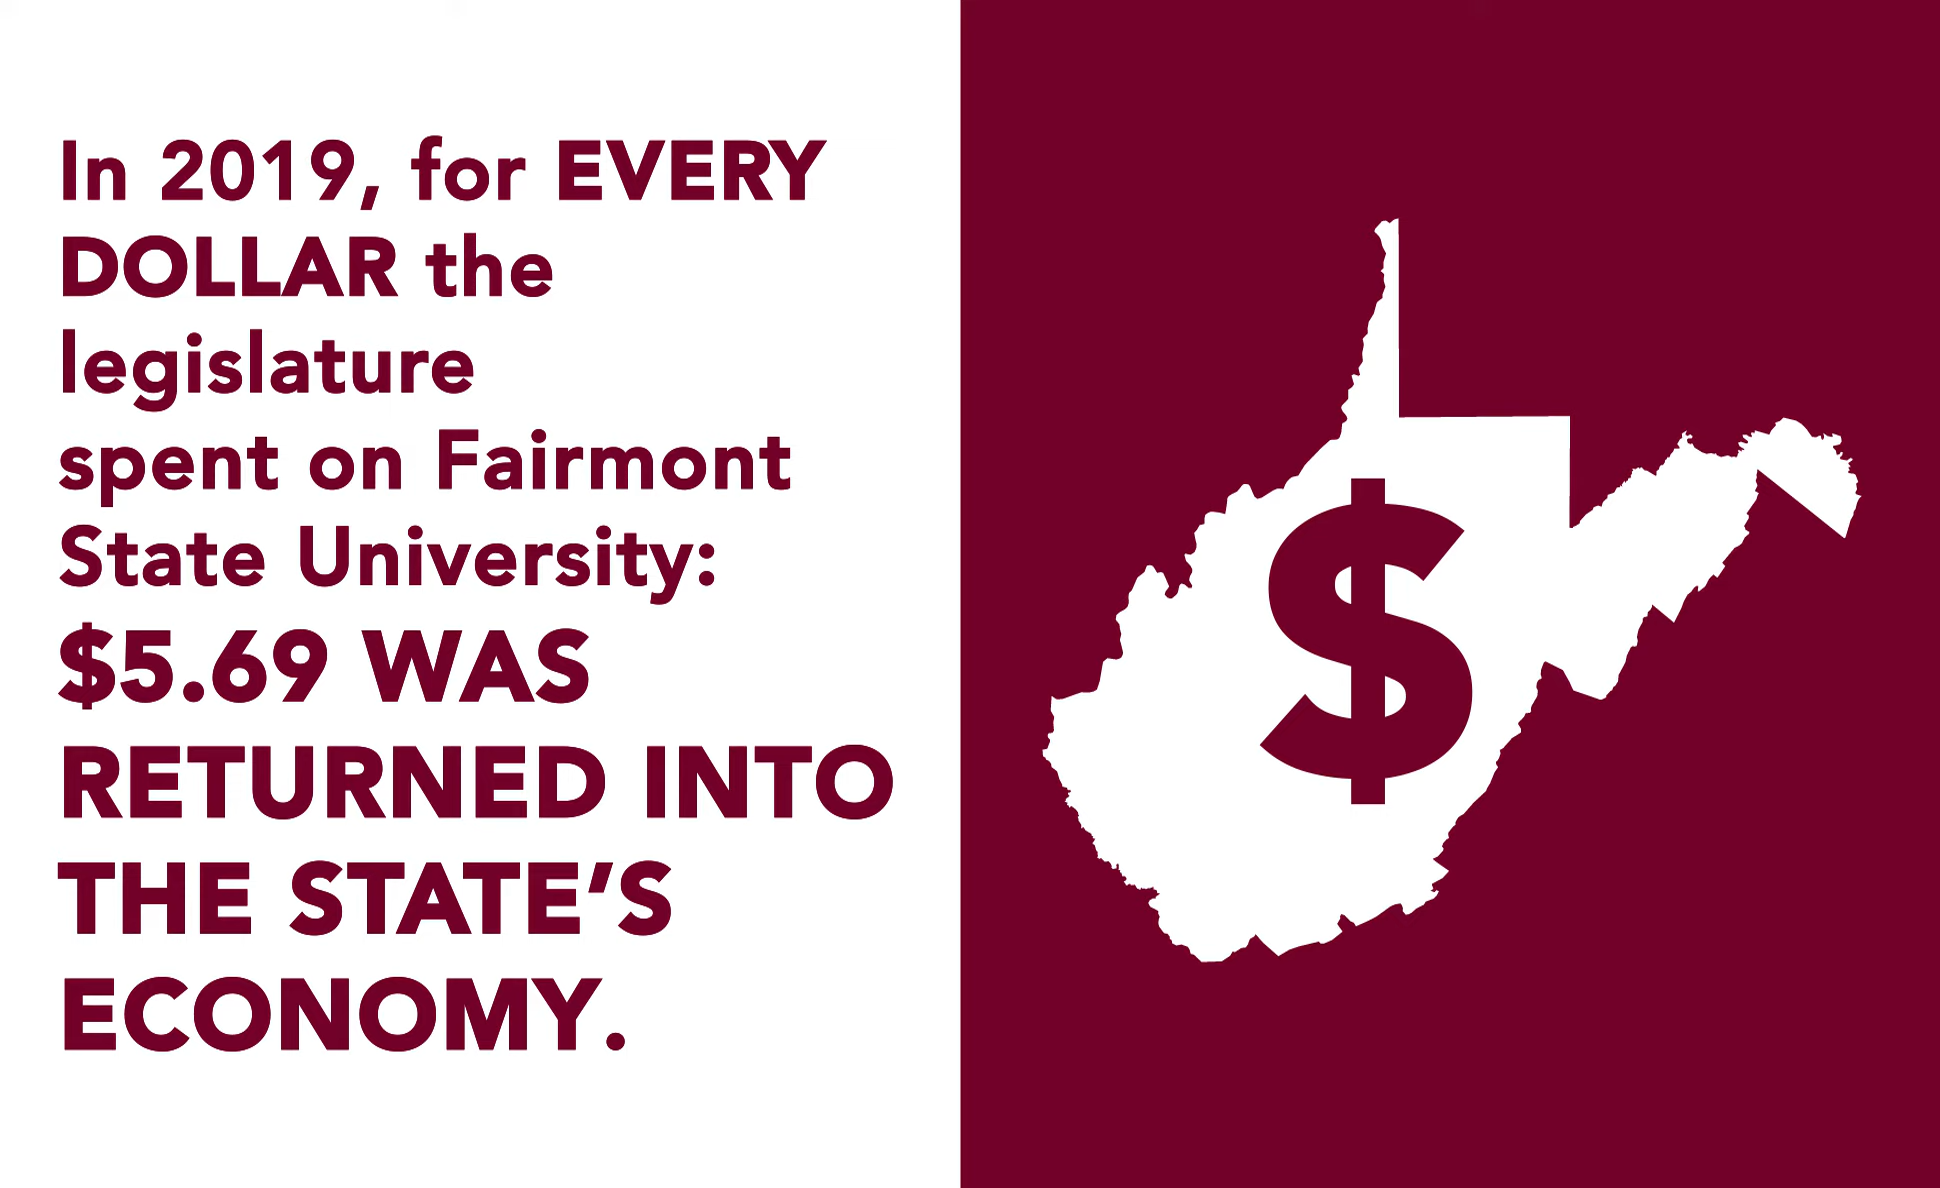 In 2019, for EVERY
DOLLAR the
legislature
spent on Fairmont
State University:
$5.69 WAS
RETURNED INTO
THE STATE’S
ECONOMY.
$